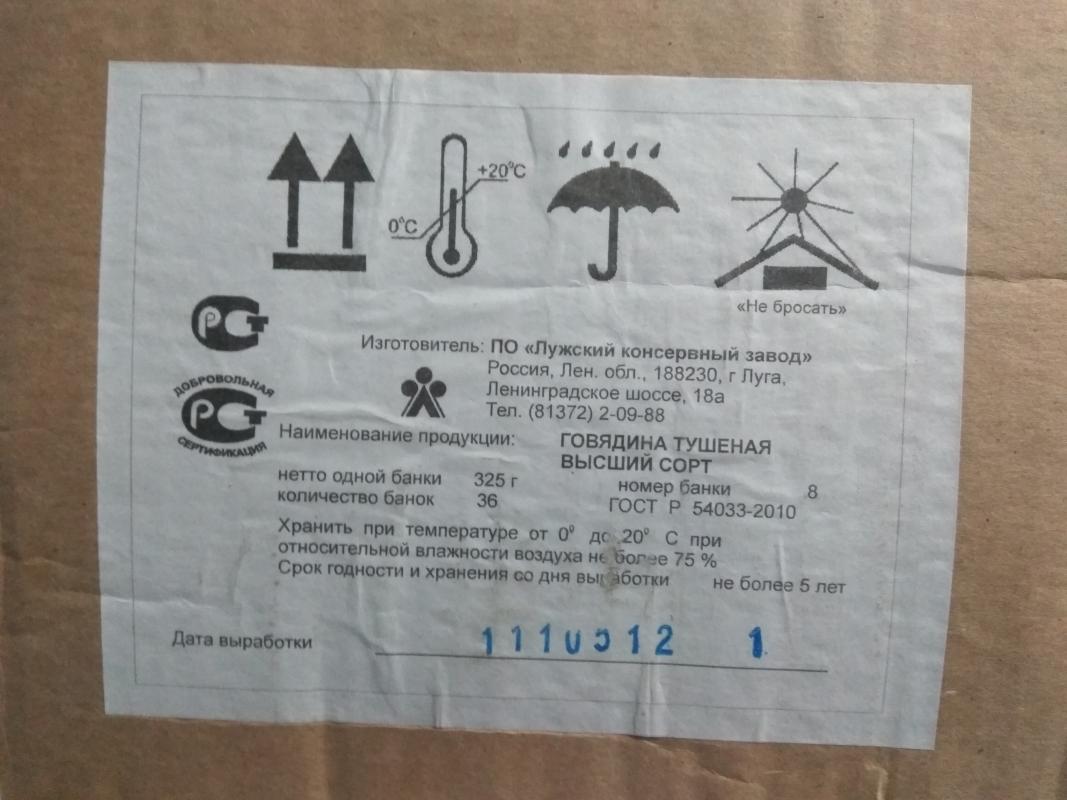 +20°С
0°С
«Не бросать»
РСТ
Изготовитель: ПО «Лужский консервный завод»
Россия, Лен. обл., 188230, г Луга,
Ленинградское шоссе, 18а
Тел. (81372) 2-09-88
ДОБРОВОЛЬНАЯ
РСТ
СЕРТИФИКАЦИЯ
Наименование продукции: ГОВЯДИНА ТУШЕНАЯ
ВЫСШИЙ СОРТ
нетто одной банки 325 г номер банки 8
количество банок 36 ГОСТ Р 54033-2010
Хранить при температуре от 0° до 20° С при
относительной влажности воздуха не более 75 %
Срок годности и хранения со дня выработки не более 5 лет
Дата выработки 1110512 1